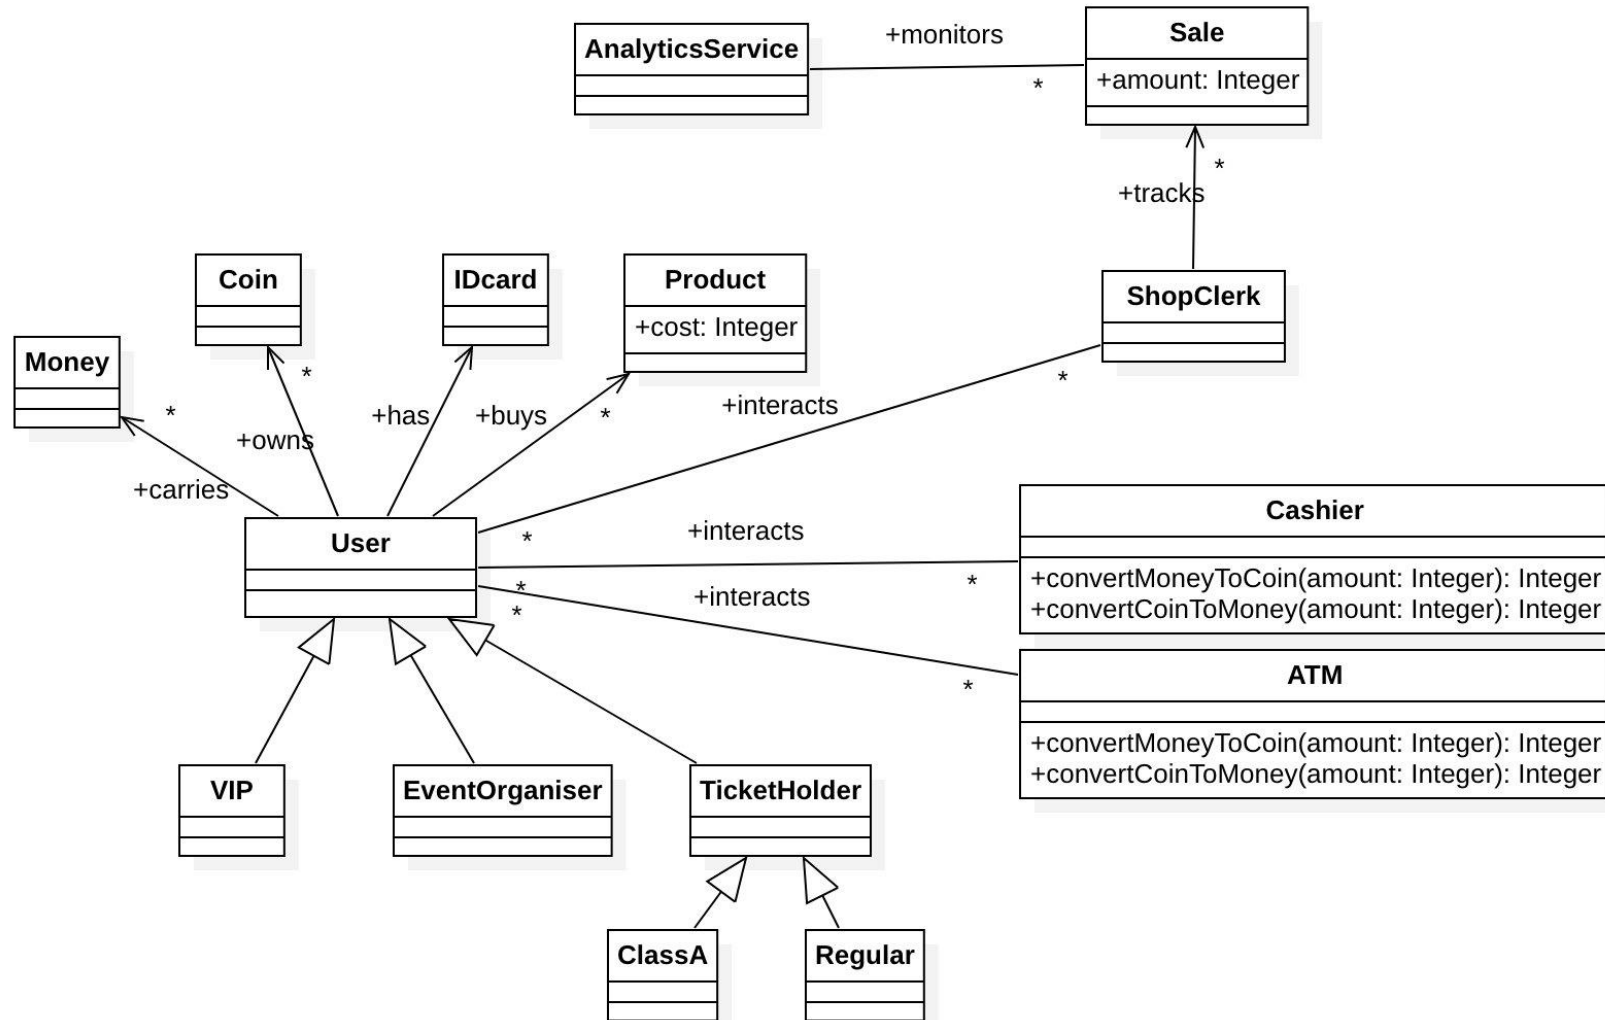 AnalyticsService
+monitors
*
Sale
+amount: Integer
*
+tracks
ShopClerk
Coin
IDcard
Product
+cost: Integer
Money
*
*
+carries
+owns
+has
+buys
*
+interacts
*
User
*
+interacts
*
*
Cashier
+convertMoneyToCoin(amount: Integer): Integer
+convertCoinToMoney(amount: Integer): Integer
*
+interacts
*
ATM
+convertMoneyToCoin(amount: Integer): Integer
+convertCoinToMoney(amount: Integer): Integer
VIP
EventOrganiser
TicketHolder
ClassA
Regular